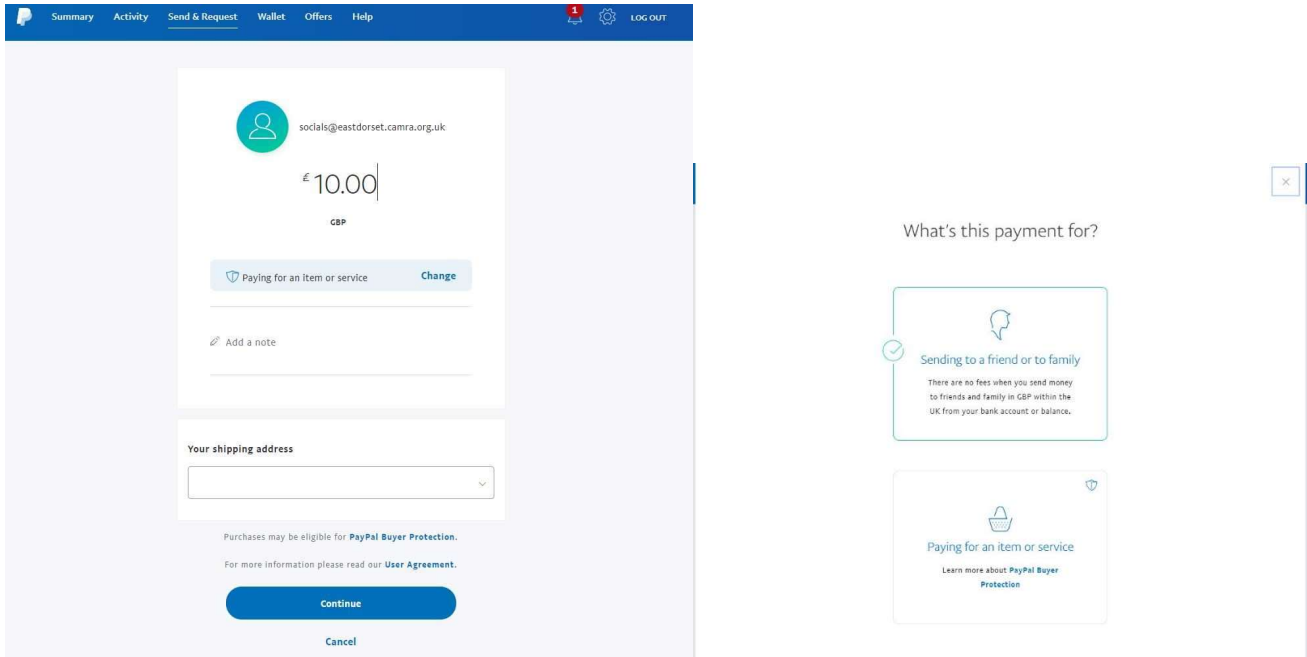 Summary Activity Send & Request Wallet Offers Help 1 LOG OUT
socials@eastdorset.camra.org.uk
£ 10.00
GBP
Paying for an item or service Change
Add a note
Your shipping address
Purchases may be eligible for PayPal Buyer Protection.
For more information please read our User Agreement.
Continue
Cancel
What's this payment for?
Sending to a friend or to family
There are no fees when you send money
to friends and family in GBP within the
UK from your bank account or balance.
Paying for an item or service
Learn more about PayPal Buyer
Protection